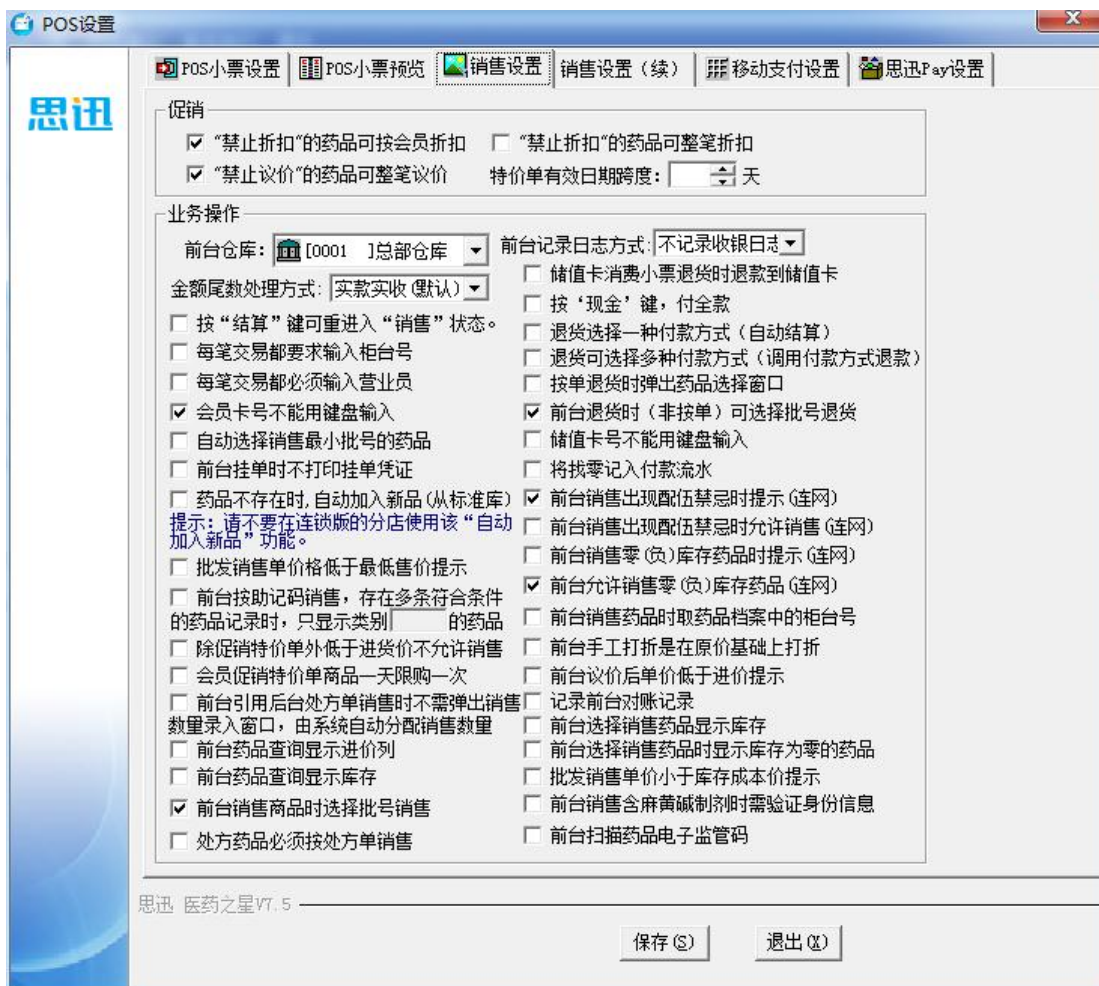 POS设置
思迅
POS小票设置
POS小票预览
销售设置
销售设置(续)
移动支付设置
思迅Pay设置
促销
“禁止折扣“的药品可按会员折扣
“禁止折扣“的药品可整笔折扣
“禁止议价“的药品可整笔议价
特价单有效日期跨度:
天
业务操作
前台仓库:
[0001 ]总部仓库
金额尾数处理方式:
实款实收(默认)
按“结算”键可重进入“销售”状态。
每笔交易都要求输入柜台号
每笔交易都必须输入营业员
会员卡号不能用键盘输入
自动选择销售最小批号的药品
前台挂单时不打印挂单凭证
药品不存在时,自动加入新品(从标准库)
提示:请不要在连锁版的分店使用该“自动
加入新品”功能。
批发销售单价格低于最低售价提示
前台按助记码销售,存在多条符合条件
的药品记录时,只显示类别
的药品
除促销特价单外低于进货价不允许销售
会员促销特价单商品一天限购一次
前台引用后台处方单销售时不需弹出销售
数量录入窗口,由系统自动分配销售数量
前台药品查询显示进价列
前台药品查询显示库存
前台销售商品时选择批号销售
处方药品必须按处方单销售
前台记录日志方式:
不记录收银日志
储值卡消费小票退货时退款到储值卡
按‘现金’键,付全款
退货选择一种付款方式(自动结算)
退货可选择多种付款方式(调用付款方式退款)
按单退货时弹出药品选择窗口
前台退货时(非按单)可选择批号退货
储值卡号不能用键盘输入
将找零记入付款流水
前台销售出现配伍禁忌时提示(连网)
前台销售出现配伍禁忌时允许销售(连网)
前台销售零(负)库存药品时提示(连网)
前台允许销售零(负)库存药品(连网)
前台销售药品时取药品档案中的柜台号
前台手工打折是在原价基础上打折
前台议价后单价低于进价提示
记录前台对账记录
前台选择销售药品显示库存
前台选择销售药品时显示库存为零的药品
批发销售单价小于库存成本价提示
前台销售含麻黄碱制剂时需验证身份信息
前台扫描药品电子监管码
思迅 医药之星V7.5
保存(S)
退出(X)